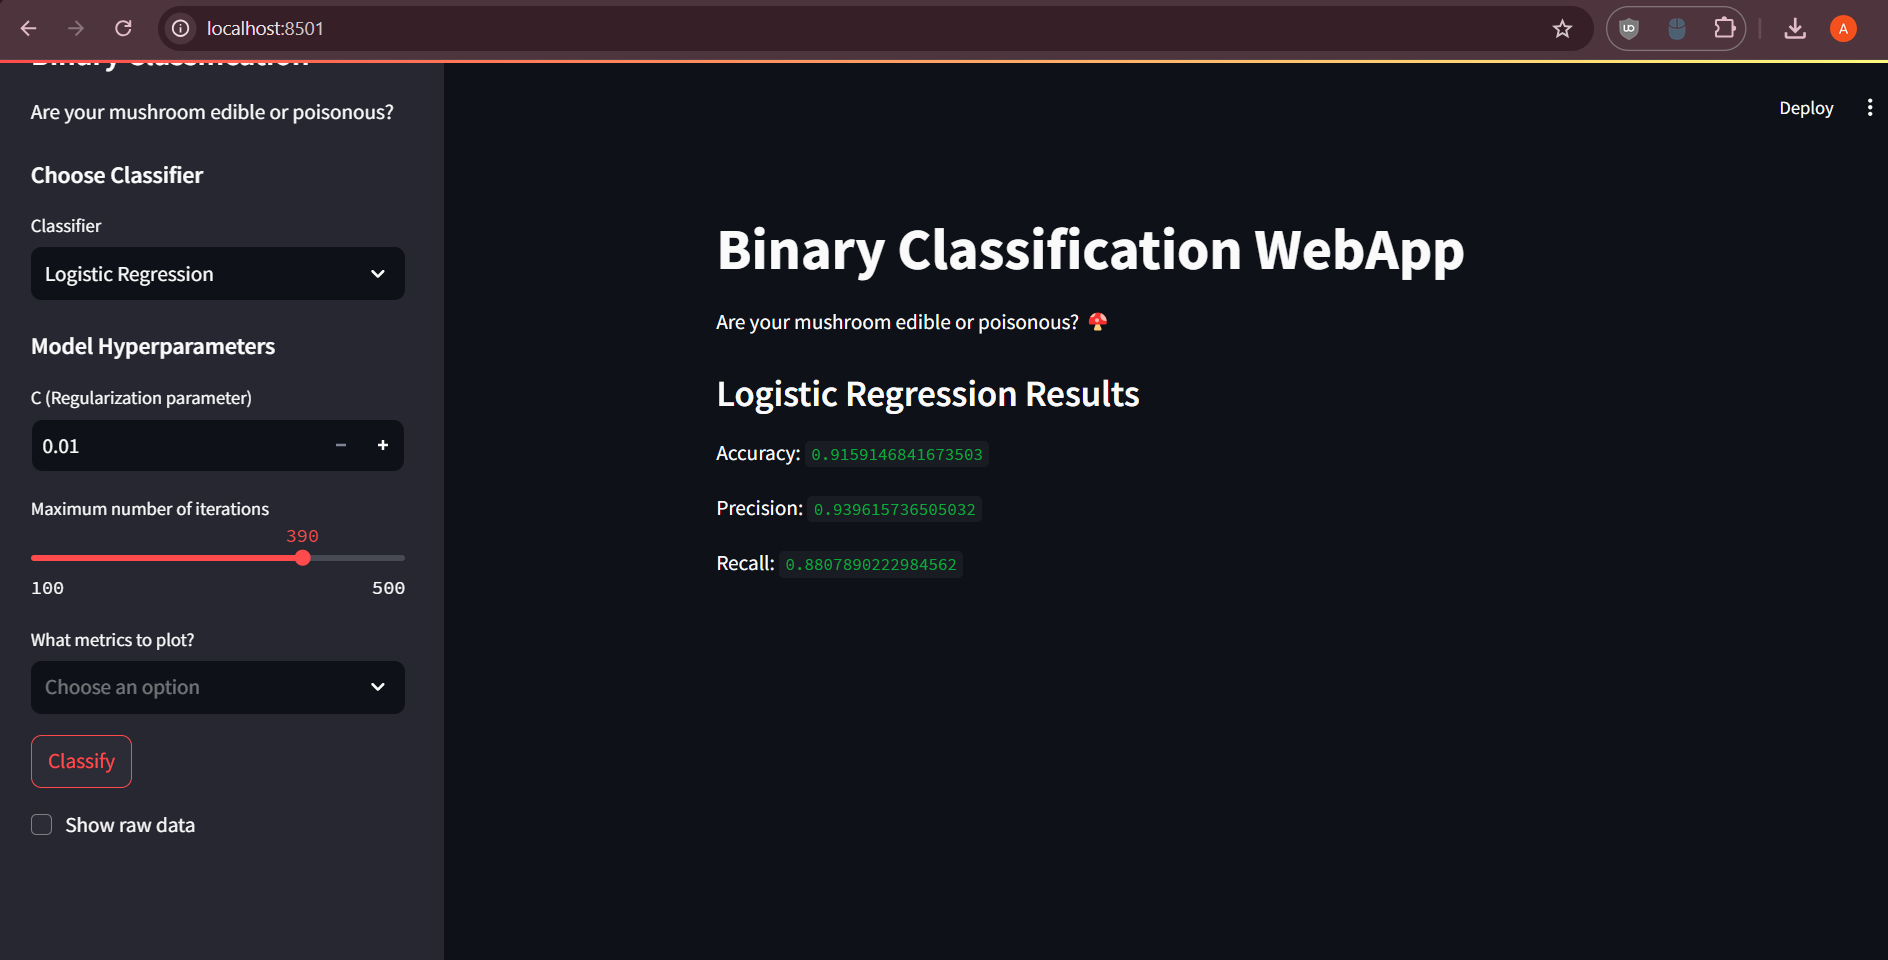 localhost:8501
A
Binary Classification
Are your mushroom edible or poisonous?
Choose Classifier
Classifier
Logistic Regression
Model Hyperparameters
C (Regularization parameter)
0.01
Maximum number of iterations
390
100 500
What metrics to plot?
Choose an option
Classify
Show raw data
Deploy
Binary Classification WebApp
Are your mushroom edible or poisonous? 🍄
Logistic Regression Results
Accuracy: 0.9159146841673503
Precision: 0.939615736505032
Recall: 0.8807890222984562